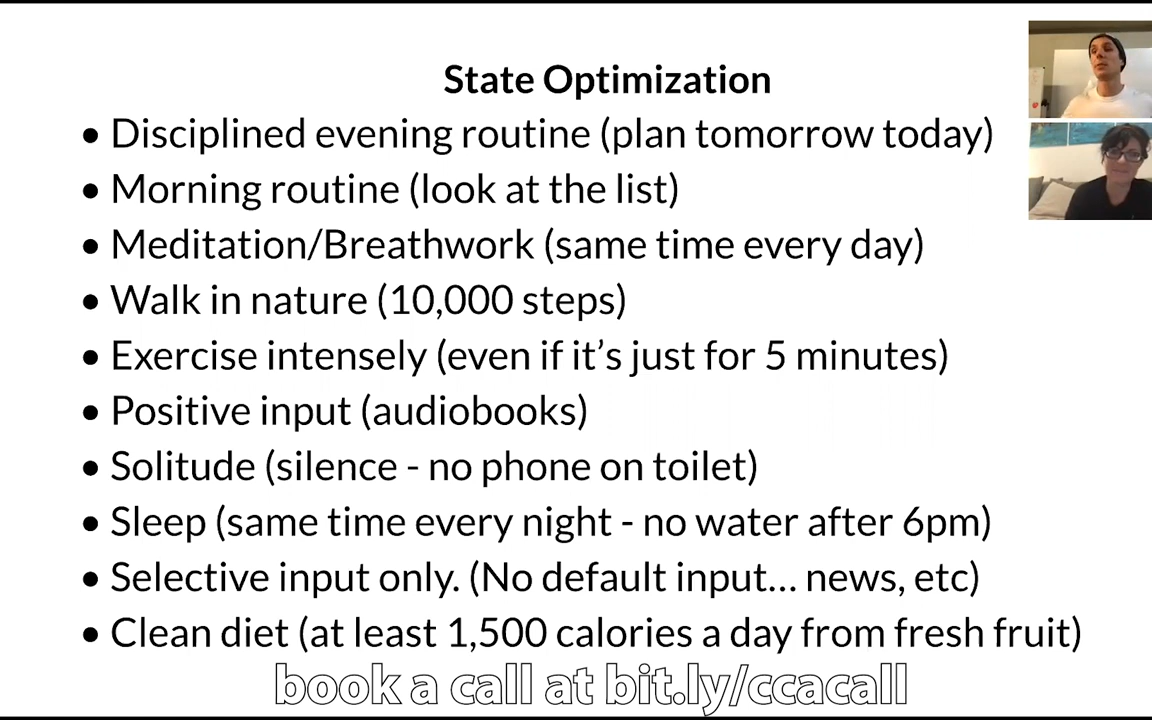 State Optimization
• Disciplined evening routine (plan tomorrow today)
• Morning routine (look at the list)
• Meditation/Breathwork (same time every day)
• Walk in nature (10,000 steps)
• Exercise intensely (even if it’s just for 5 minutes)
• Positive input (audiobooks)
• Solitude (silence - no phone on toilet)
• Sleep (same time every night - no water after 6pm)
• Selective input only. (No default input... news, etc)
• Clean diet (at least 1,500 calories a day from fresh fruit)
book a call at bit.ly/ccacall